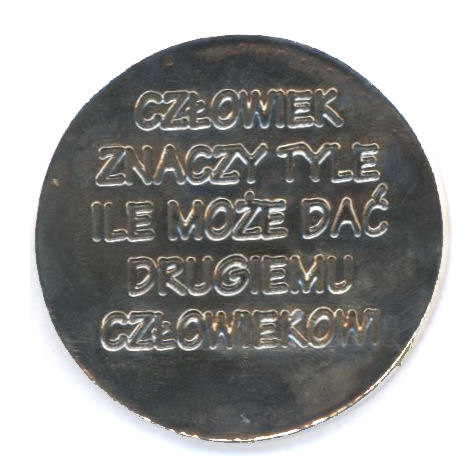 CZŁOWIEK
ZNACZY TYLE
ILE MOŻE DAĆ
DRUGIEMU
CZŁOWIEKOWI